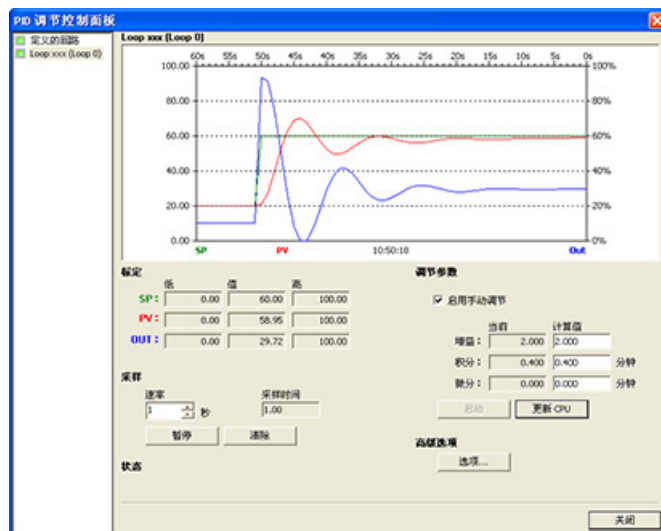 PID 调节控制面板
定义的回路
Loop xxx (Loop 0)
Loop xxx (Loop 0)
60s 55s 50s 45s 40s 35s 30s 25s 20s 15s 10s 5s 0s
100.00 100%
80.00 80%
60.00 60%
40.00 40%
20.00 20%
0.00 0%
SP PV 10:50:18 Out
标定
低 值 高
SP: 0.00 60.00 100.00
PV: 0.00 58.95 100.00
OUT: 0.00 29.72 100.00
采样
速率 采样时间
1 秒 1.00
暂停 清除
状态
调节参数
启用手动调节
当前 计算值
增益: 2.000 2.000
积分: 0.400 0.400 分钟
微分: 0.000 0.000 分钟
启动 更新 CPU
高级选项
选项...
关闭